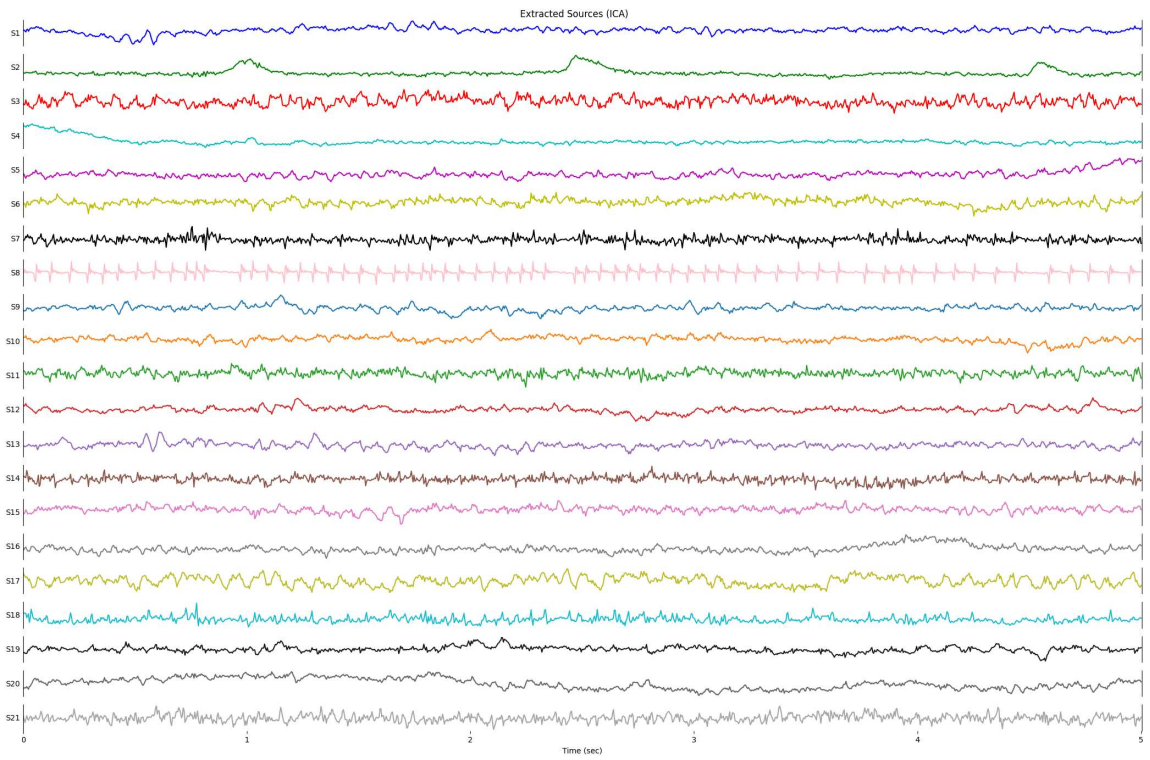 Extracted Sources (ICA)
S1
S2
S3
S4
S5
S6
S7
S8
S9
S10
S11
S12
S13
S14
S15
S16
S17
S18
S19
S20
S21
0 1 2 3 4 5
Time (sec)